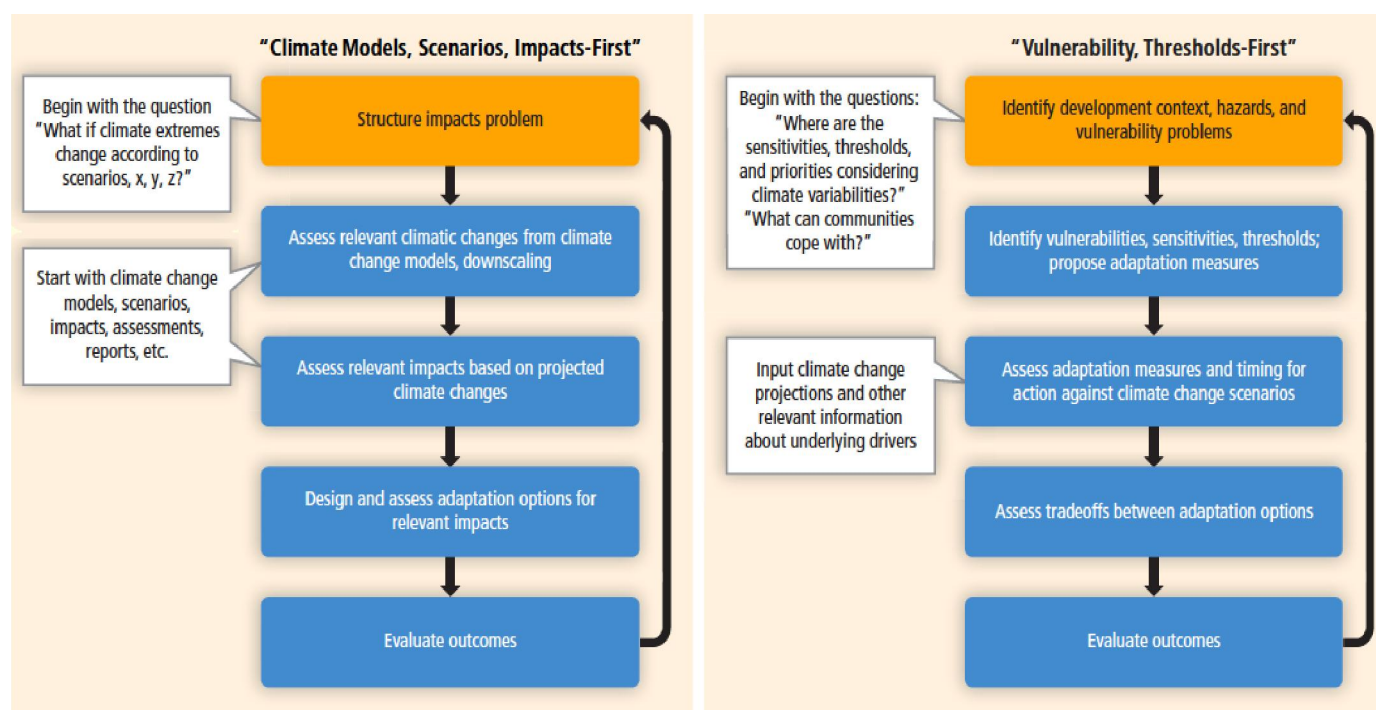 "Climate Models, Scenarios, Impacts-First"
Begin with the question
"What if climate extremes
change according to
scenarios, x, y, z?"
Structure impacts problem
Assess relevant climatic changes from climate
change models, downscaling
Start with climate change
models, scenarios,
impacts, assessments,
reports, etc.
Assess relevant impacts based on projected
climate changes
Design and assess adaptation options for
relevant impacts
Evaluate outcomes
"Vulnerability, Thresholds-First"
Begin with the questions:
"Where are the
sensitivities, thresholds,
and priorities considering
climate variabilities?"
"What can communities
cope with?"
Identify development context, hazards, and
vulnerability problems
Identify vulnerabilities, sensitivities, thresholds;
propose adaptation measures
Input climate change
projections and other
relevant information
about underlying drivers
Assess adaptation measures and timing for
action against climate change scenarios
Assess tradeoffs between adaptation options
Evaluate outcomes